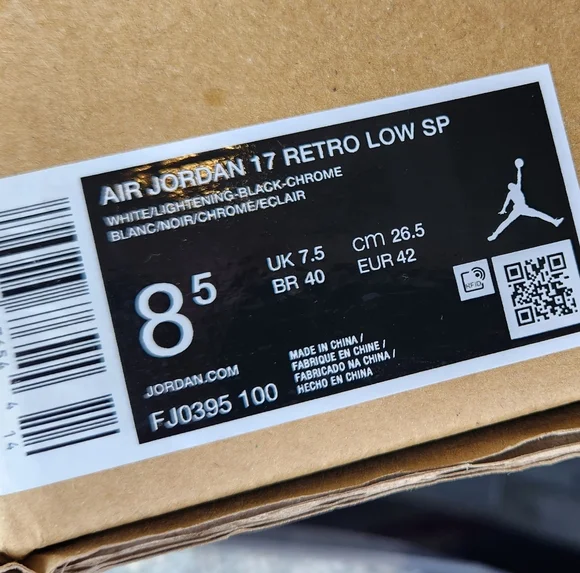 AIR JORDAN 17 RETRO LOW SP
WHITE/LIGHTENING-BLACK-CHROME
BLANC/NOIR/CHROME/ECLAIR
8⁵
UK 7.5
BR 40
cm 26.5
EUR 42
RFID
JORDAN.COM
FJ0395 100
MADE IN CHINA /
FABRIQUE EN CHINE /
FABRICADO NA CHINA /
HECHO EN CHINA